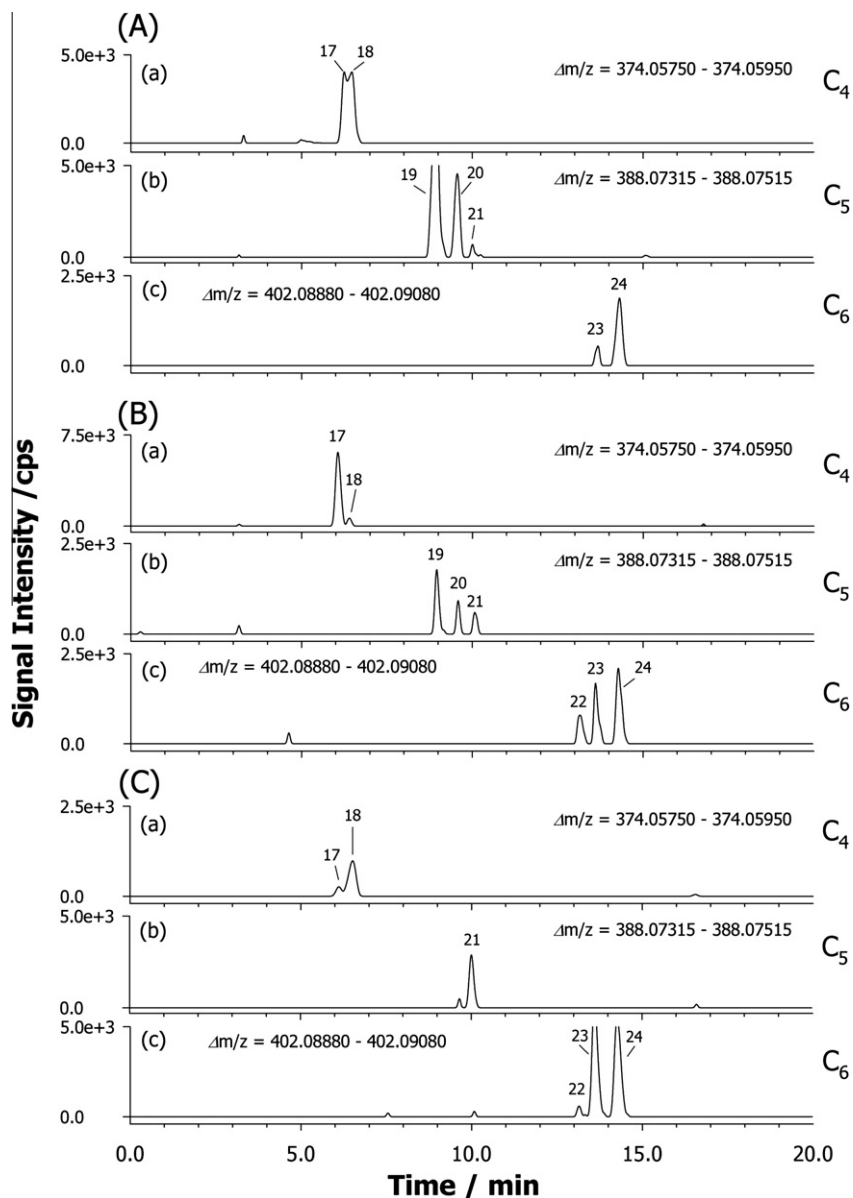 (A)
5.0e+3
(a)
17
18
Δm/z = 374.05750 - 374.05950
C4
0.0
5.0e+3
(b)
19
20
21
Δm/z = 388.07315 - 388.07515
C5
0.0
2.5e+3
(c)
Δm/z = 402.08880 - 402.09080
23
24
C6
0.0
(B)
7.5e+3
(a)
17
18
Δm/z = 374.05750 - 374.05950
C4
0.0
2.5e+3
(b)
19
20
21
Δm/z = 388.07315 - 388.07515
C5
0.0
2.5e+3
(c)
Δm/z = 402.08880 - 402.09080
22
23
24
C6
0.0
(C)
2.5e+3
(a)
17
18
Δm/z = 374.05750 - 374.05950
C4
0.0
5.0e+3
(b)
21
Δm/z = 388.07315 - 388.07515
C5
0.0
5.0e+3
(c)
Δm/z = 402.08880 - 402.09080
22
23
24
C6
0.0
0.0 5.0 10.0 15.0 20.0
Time / min
Signal Intensity /cps